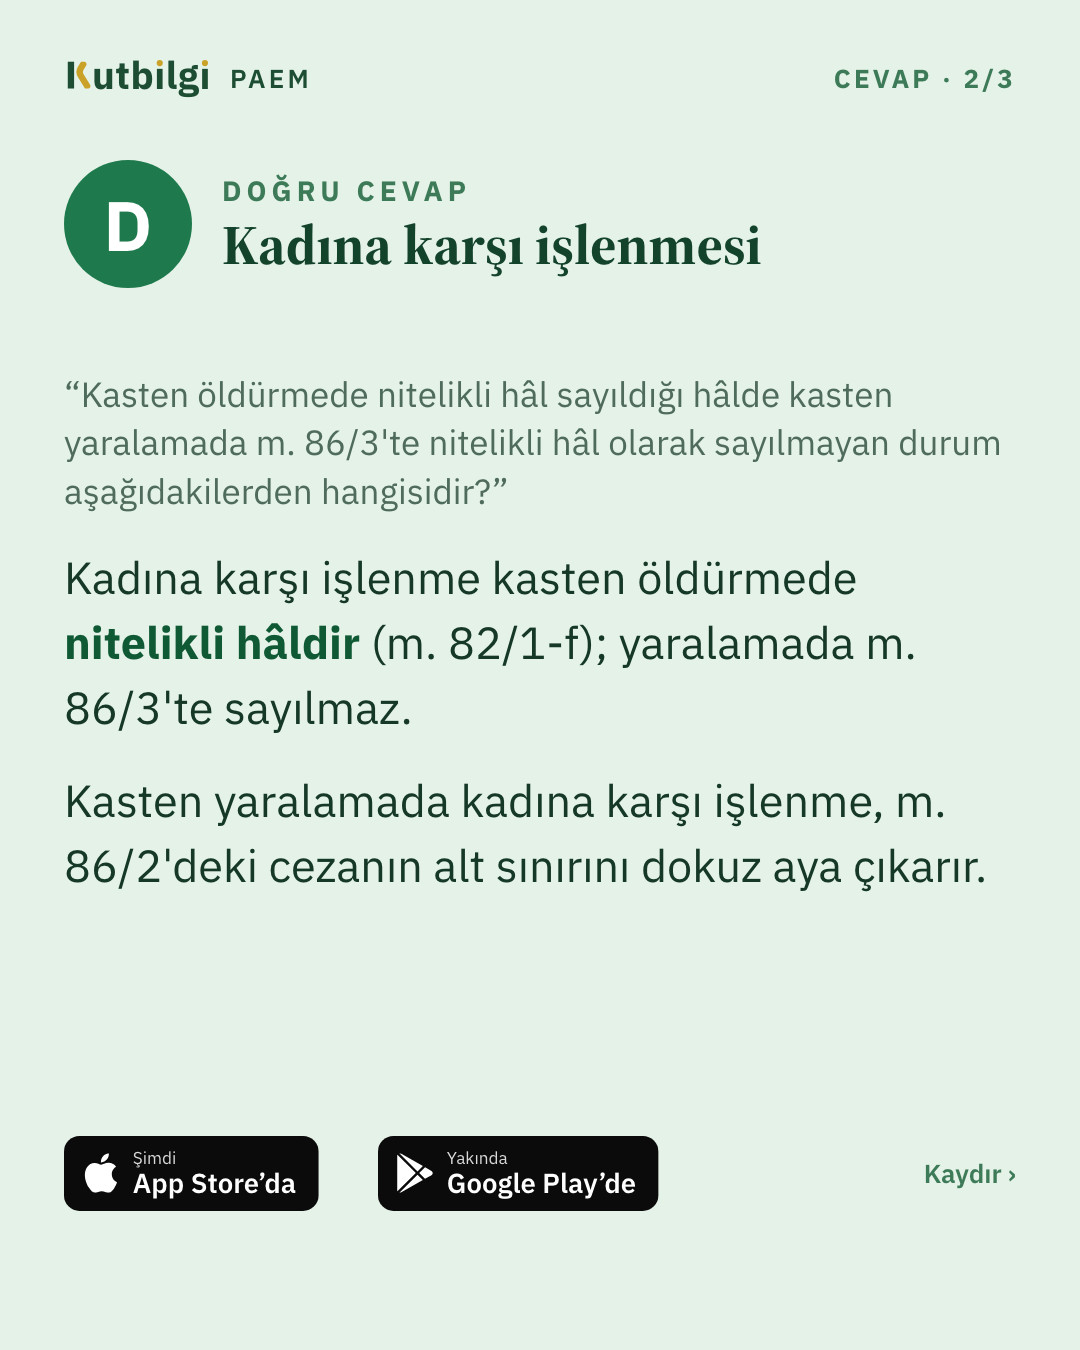 Kutbilgi PAEM
CEVAP · 2/3
D
DOĞRU CEVAP
Kadına karşı işlenmesi
“Kasten öldürmede nitelikli hâl sayıldığı hâlde kasten
yaralamada m. 86/3'te nitelikli hâl olarak sayılmayan durum
aşağıdakilerden hangisidir?”
Kadına karşı işlenme kasten öldürmede
nitelikli hâldir (m. 82/1-f); yaralamada m.
86/3'te sayılmaz.
Kasten yaralamada kadına karşı işlenme, m.
86/2'deki cezanın alt sınırını dokuz aya çıkarır.
Şimdi
App Store’da
Yakında
Google Play’de
Kaydır ›